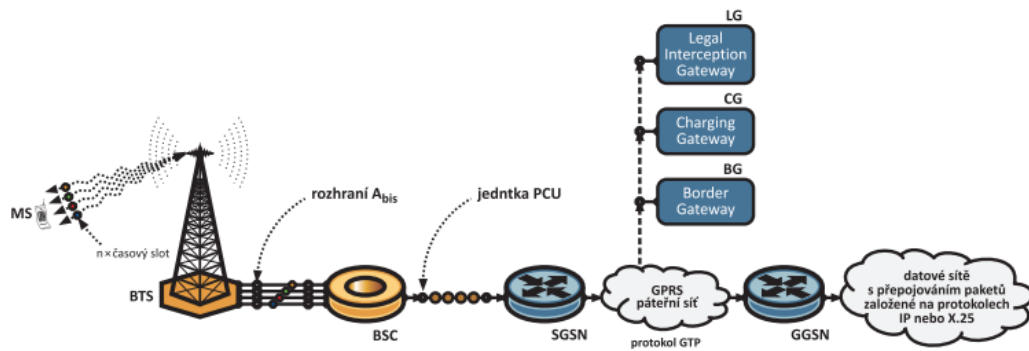 LG
Legal
Interception
Gateway
CG
Charging
Gateway
BG
Border
Gateway
rozhraní Abis
jedntka PCU
MS
n×časový slot
BTS
BSC
SGSN
GPRS
páteřní síť
protokol GTP
GGSN
datové sítě
s přepojováním paketů
založené na protokolech
IP nebo X.25